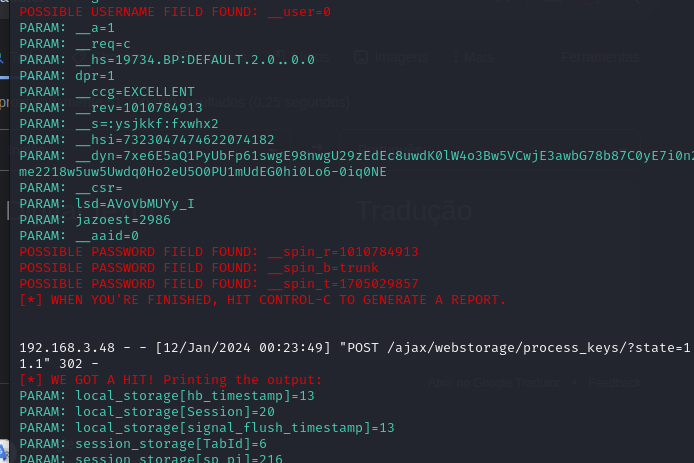 POSSIBLE USERNAME FIELD FOUND: __user=0
PARAM: __a=1
PARAM: __req=c
PARAM: __hs=19734.BP:DEFAULT.2.0..0.0
PARAM: dpr=1
PARAM: __ccg=EXCELLENT
PARAM: __rev=1010784913
PARAM: __s=:ysjkkf:fxwhx2
PARAM: __hsi=7323047474622074182
PARAM: __dyn=7xe6E5aQ1PyUbFp61swgE98nwgU29zEdEc8uwdK0lW4o3Bw5VCwjE3awbG78b87C0yE7i0n2
me2218w5uw5Uwdq0Ho2eU5O0PU1mUdEG0hi0Lo6-0iq0NE
PARAM: __csr=
PARAM: lsd=AVoVbMUYy_I
PARAM: jazoest=2986
PARAM: __aaid=0
POSSIBLE PASSWORD FIELD FOUND: __spin_r=1010784913
POSSIBLE PASSWORD FIELD FOUND: __spin_b=trunk
POSSIBLE PASSWORD FIELD FOUND: __spin_t=1705029857
[*] WHEN YOU'RE FINISHED, HIT CONTROL-C TO GENERATE A REPORT.
192.168.3.48 - - [12/Jan/2024 00:23:49] "POST /ajax/webstorage/process_keys/?state=1
1.1" 302 -
[*] WE GOT A HIT! Printing the output:
PARAM: local_storage[hb_timestamp]=13
PARAM: local_storage[Session]=20
PARAM: local_storage[signal_flush_timestamp]=13
PARAM: session_storage[TabId]=6
PARAM: session_storage[sp_pi]=216
Imagens
Mais
Ferramentas
Tradução